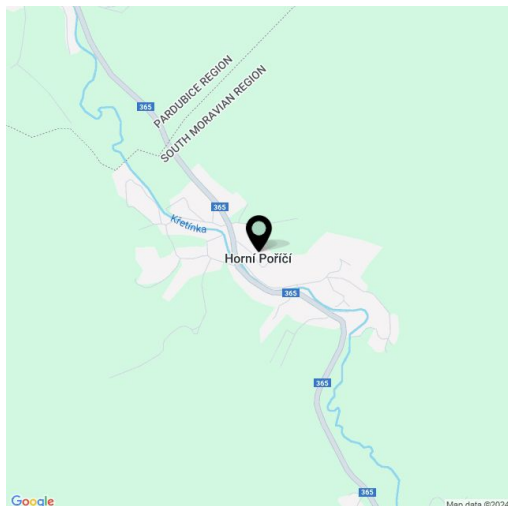 365
PARDUBICE REGION
SOUTH MORAVIAN REGION
365
Křetínka
Horní Poříčí
365
365
365
Google
Map data ©2024